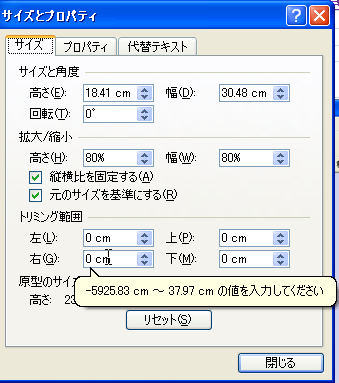 サイズとプロパティ
サイズ プロパティ 代替テキスト
サイズと角度
高さ(E): 18.41 cm 幅(D): 30.48 cm
回転(T): 0°
拡大/縮小
高さ(H): 80% 幅(W): 80%
縦横比を固定する(A)
元のサイズを基準にする(R)
トリミング範囲
左(L): 0 cm 上(P): 0 cm
右(G): 0 cm 下(M): 0 cm
原型のサイズ
-5925.83 cm ～ 37.97 cm の値を入力してください
高さ: 23
リセット(S)
閉じる